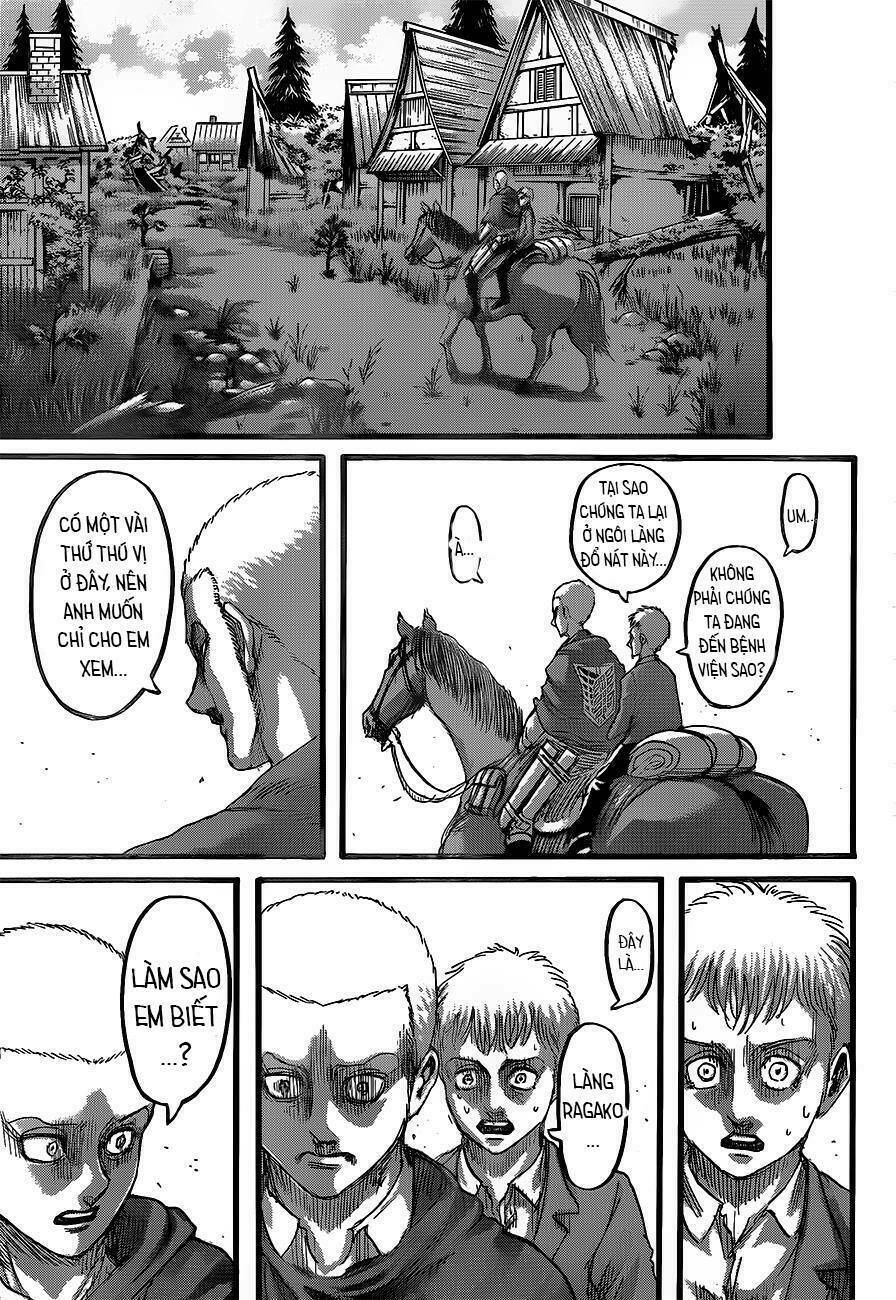 UM...
TẠI SAO
CHÚNG TA LẠI
Ở NGÔI LÀNG
ĐỔ NÁT NÀY...
KHÔNG
PHẢI CHÚNG
TA ĐANG
ĐẾN BỆNH
VIỆN SAO?
À...
CÓ MỘT VÀI
THỨ THÚ VỊ
Ở ĐÂY, NÊN
ANH MUỐN
CHỈ CHO EM
XEM...
ĐÂY
LÀ...
LÀNG
RAGAKO
...
LÀM SAO
EM BIẾT
...?